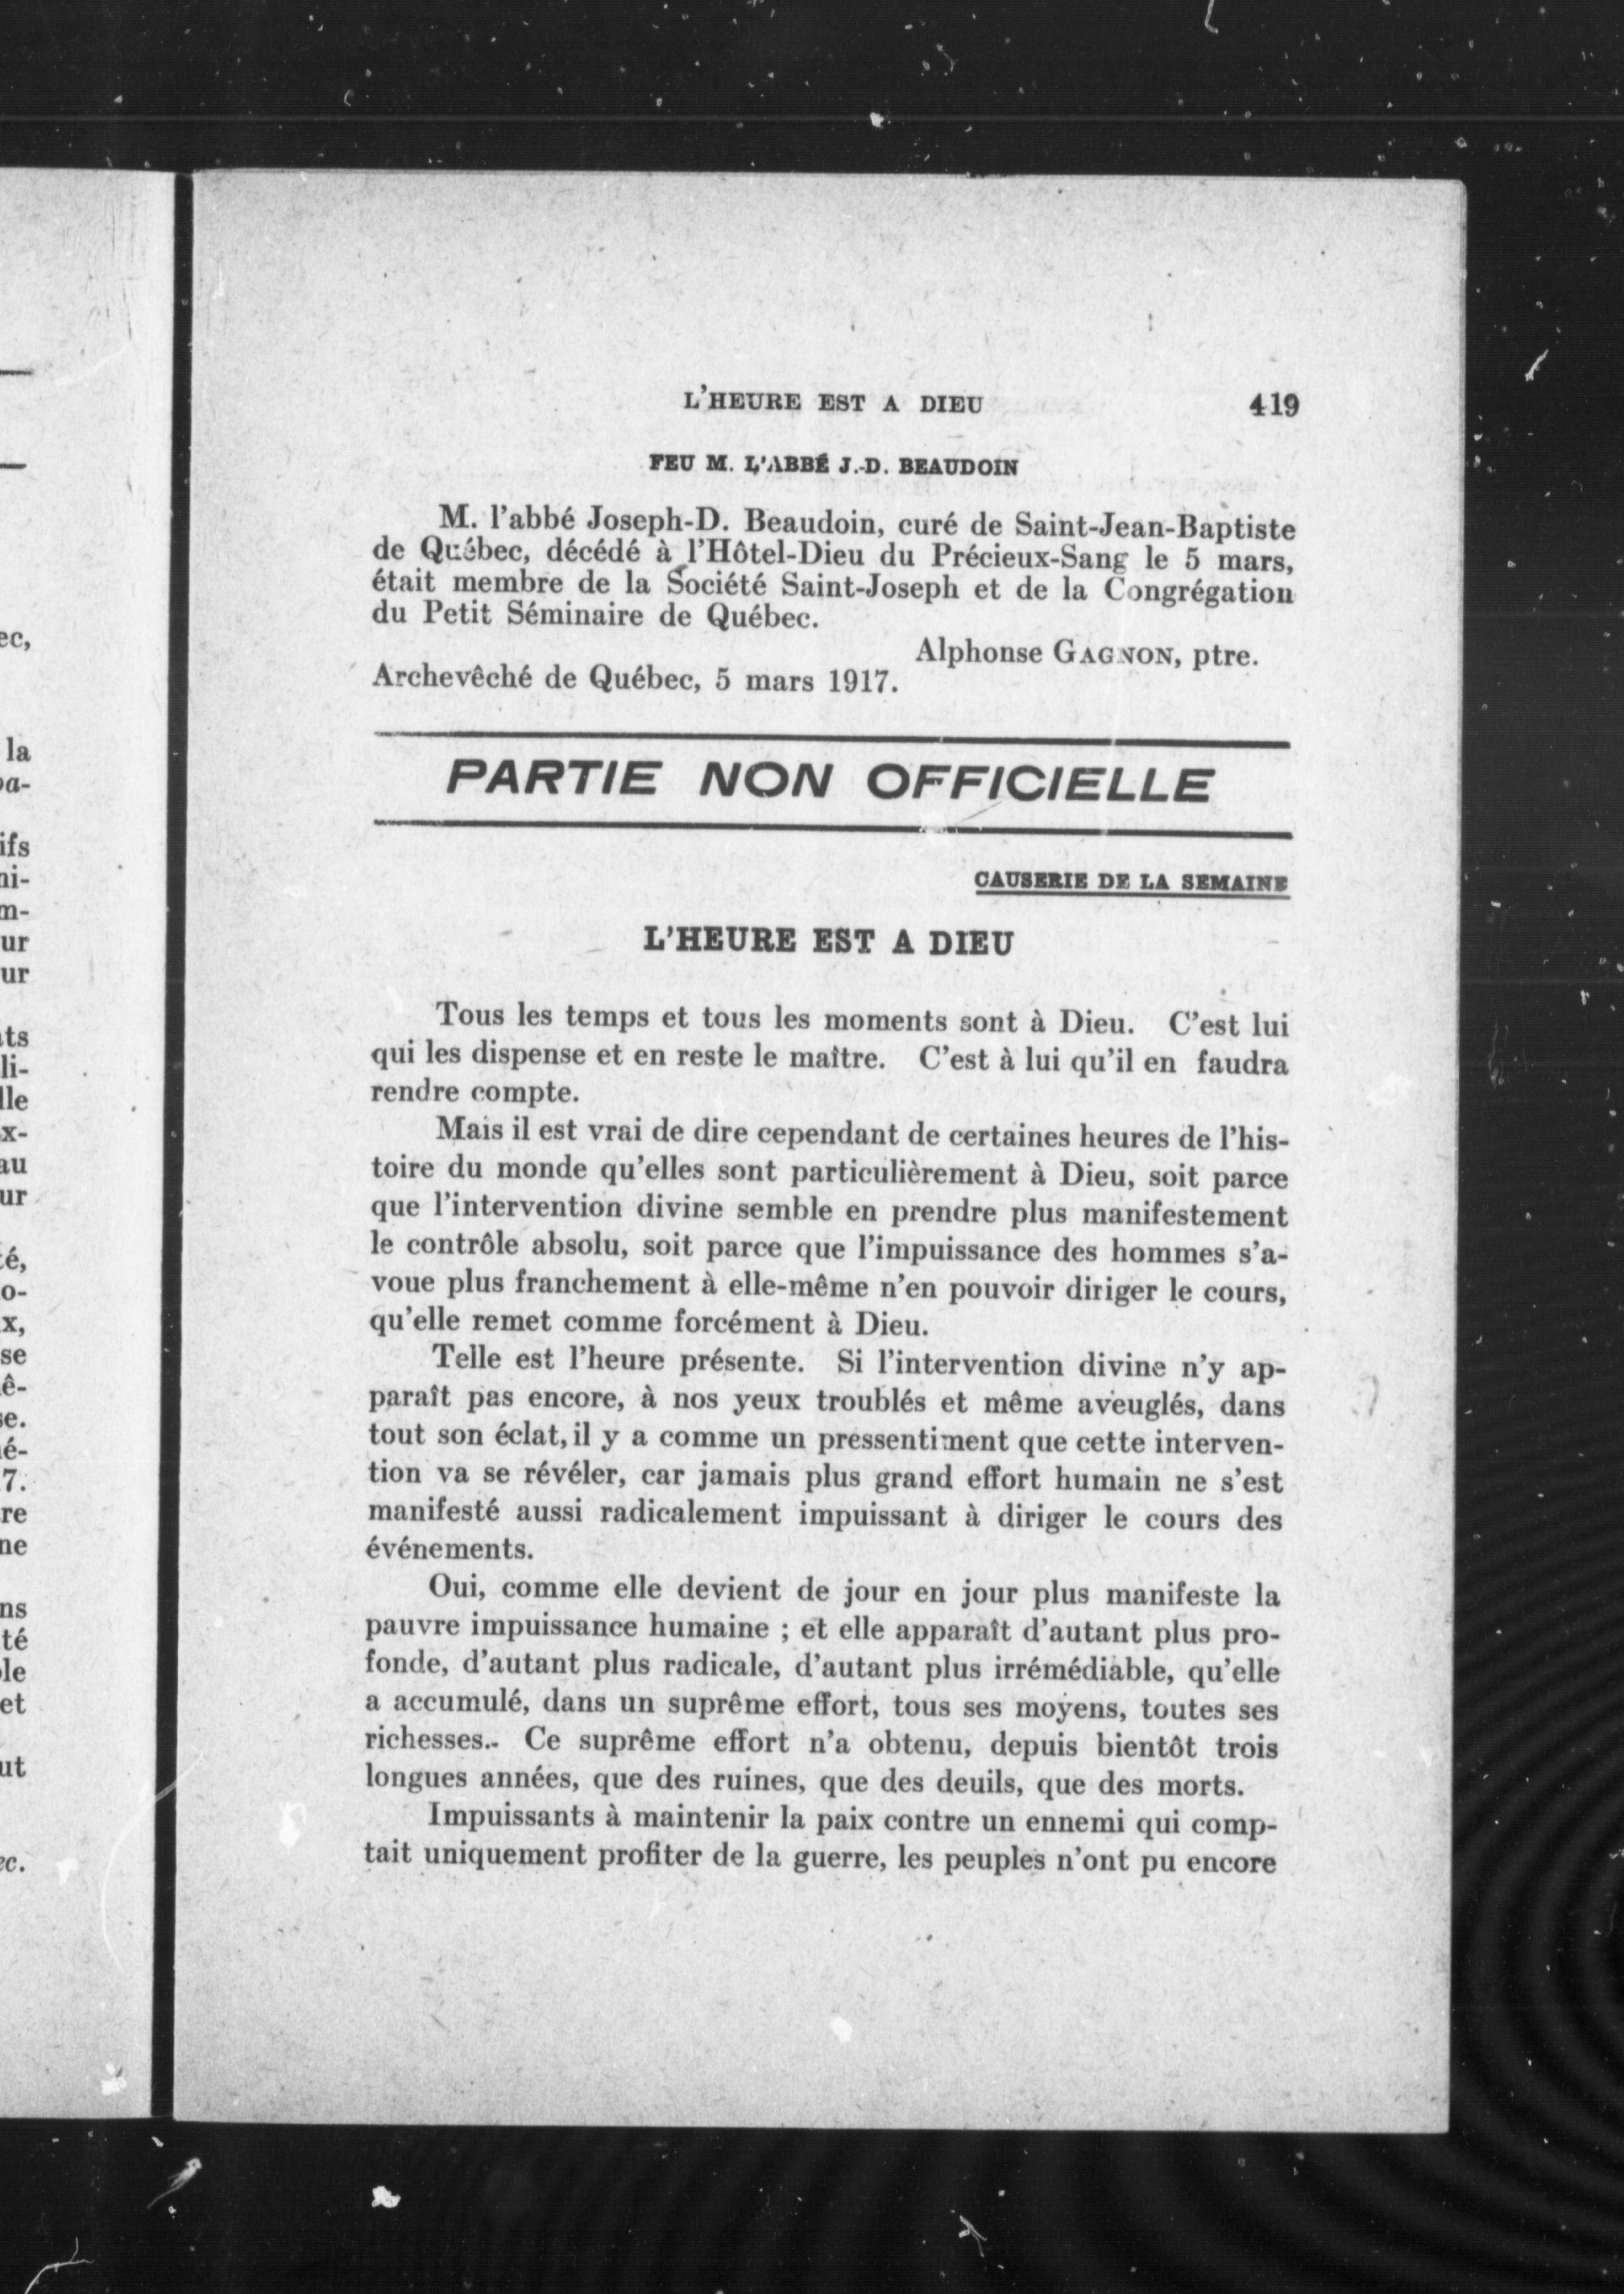 L'HEURE EST A DIEU 419
FEU M. L'ABBÉ J.-D. BEAUDOIN
M. l'abbé Joseph-D. Beaudoin, curé de Saint-Jean-Baptiste
de Québec, décédé à l'Hôtel-Dieu du Précieux-Sang le 5 mars,
était membre de la Société Saint-Joseph et de la Congrégation
du Petit Séminaire de Québec.
Alphonse GAGNON, ptre.
Archevêché de Québec, 5 mars 1917.
PARTIE NON OFFICIELLE
CAUSERIE DE LA SEMAINE
L'HEURE EST A DIEU
Tous les temps et tous les moments sont à Dieu. C'est lui
qui les dispense et en reste le maître. C'est à lui qu'il en faudra
rendre compte.
Mais il est vrai de dire cependant de certaines heures de l'his-
toire du monde qu'elles sont particulièrement à Dieu, soit parce
que l'intervention divine semble en prendre plus manifestement
le contrôle absolu, soit parce que l'impuissance des hommes s'a-
voue plus franchement à elle-même n'en pouvoir diriger le cours,
qu'elle remet comme forcément à Dieu.
Telle est l'heure présente. Si l'intervention divine n'y ap-
paraît pas encore, à nos yeux troublés et même aveuglés, dans
tout son éclat, il y a comme un pressentiment que cette interven-
tion va se révéler, car jamais plus grand effort humain ne s'est
manifesté aussi radicalement impuissant à diriger le cours des
événements.
Oui, comme elle devient de jour en jour plus manifeste la
pauvre impuissance humaine ; et elle apparaît d'autant plus pro-
fonde, d'autant plus radicale, d'autant plus irrémédiable, qu'elle
a accumulé, dans un suprême effort, tous ses moyens, toutes ses
richesses.. Ce suprême effort n'a obtenu, depuis bientôt trois
longues années, que des ruines, que des deuils, que des morts.
Impuissants à maintenir la paix contre un ennemi qui comp-
tait uniquement profiter de la guerre, les peuples n'ont pu encore